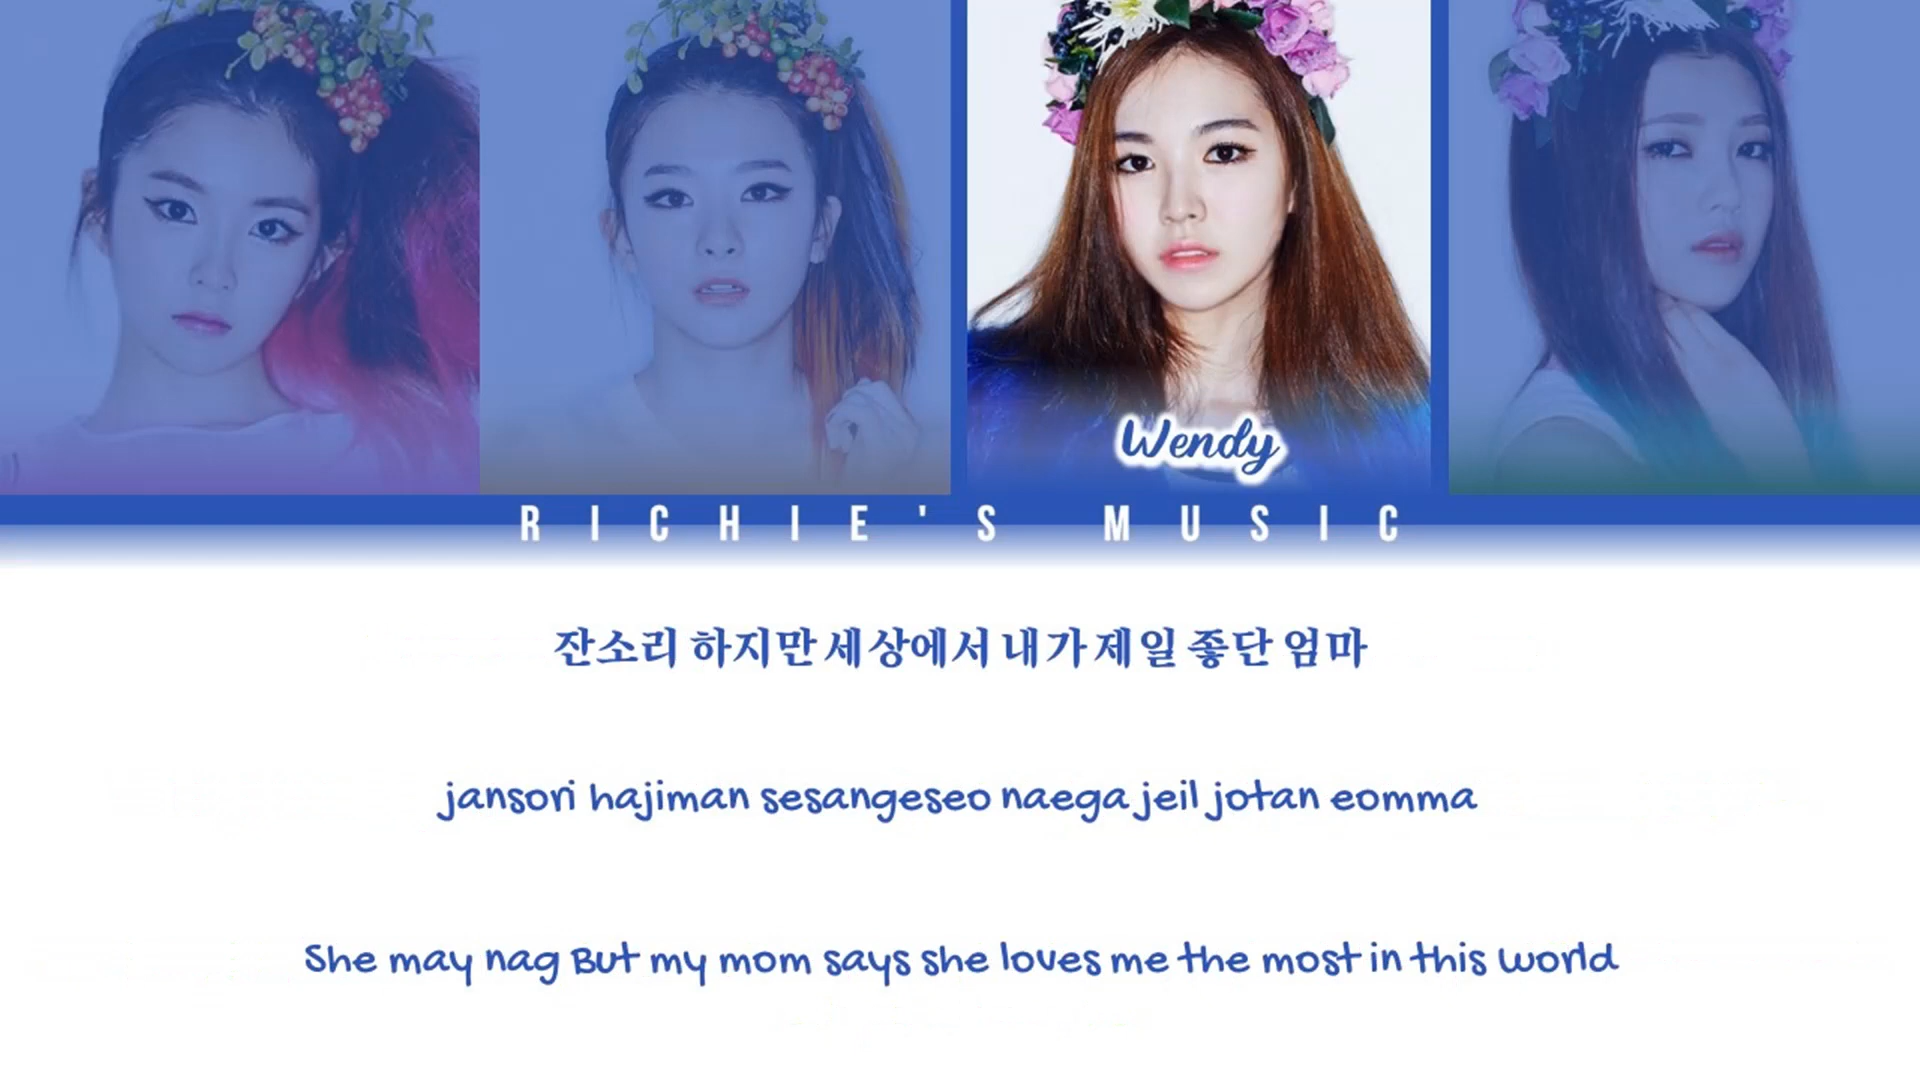 Wendy
RICHIE'S MUSIC
잔소리 하지만 세상에서 내가 제일 좋단 엄마
jansori hajiman sesangeseo naega jeil jotan eomma
She may nag But my mom says she loves me the most in this world